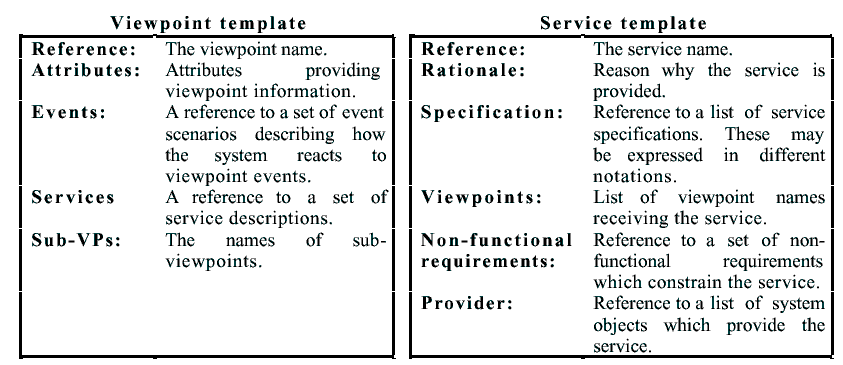 Viewpoint template
Reference: The viewpoint name.
Attributes: Attributes providing
viewpoint information.
Events: A reference to a set of event
scenarios describing how
the system reacts to
viewpoint events.
Services A reference to a set of
service descriptions.
Sub-VPs: The names of sub-
viewpoints.
Service template
Reference: The service name.
Rationale: Reason why the service is
provided.
Specification: Reference to a list of service
specifications. These may
be expressed in different
notations.
Viewpoints: List of viewpoint names
receiving the service.
Non-functional Reference to a set of non-
requirements: functional requirements
which constrain the service.
Provider: Reference to a list of system
objects which provide the
service.